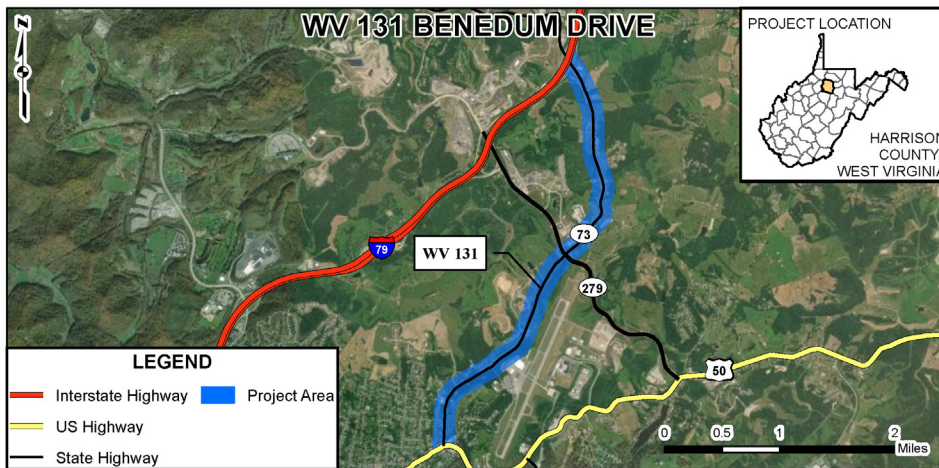 WV 131 BENEDUM DRIVE
N
PROJECT LOCATION
HARRISON
COUNTY,
WEST VIRGINIA
73
79
WV 131
279
50
LEGEND
Interstate Highway
Project Area
US Highway
State Highway
0 0.5 1 2
Miles